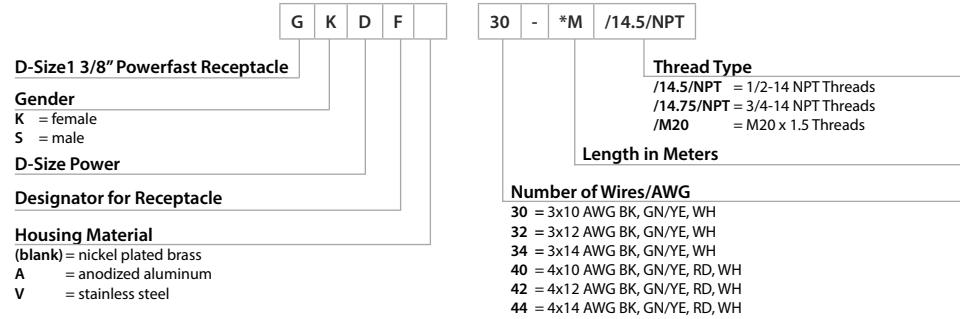 G K D F 30 - *M /14.5/NPT
D-Size1 3/8” Powerfast Receptacle
Gender
K = female
S = male
D-Size Power
Designator for Receptacle
Housing Material
(blank) = nickel plated brass
A = anodized aluminum
V = stainless steel
Thread Type
/14.5/NPT = 1/2-14 NPT Threads
/14.75/NPT = 3/4-14 NPT Threads
/M20 = M20 x 1.5 Threads
Length in Meters
Number of Wires/AWG
30 = 3x10 AWG BK, GN/YE, WH
32 = 3x12 AWG BK, GN/YE, WH
34 = 3x14 AWG BK, GN/YE, WH
40 = 4x10 AWG BK, GN/YE, RD, WH
42 = 4x12 AWG BK, GN/YE, RD, WH
44 = 4x14 AWG BK, GN/YE, RD, WH